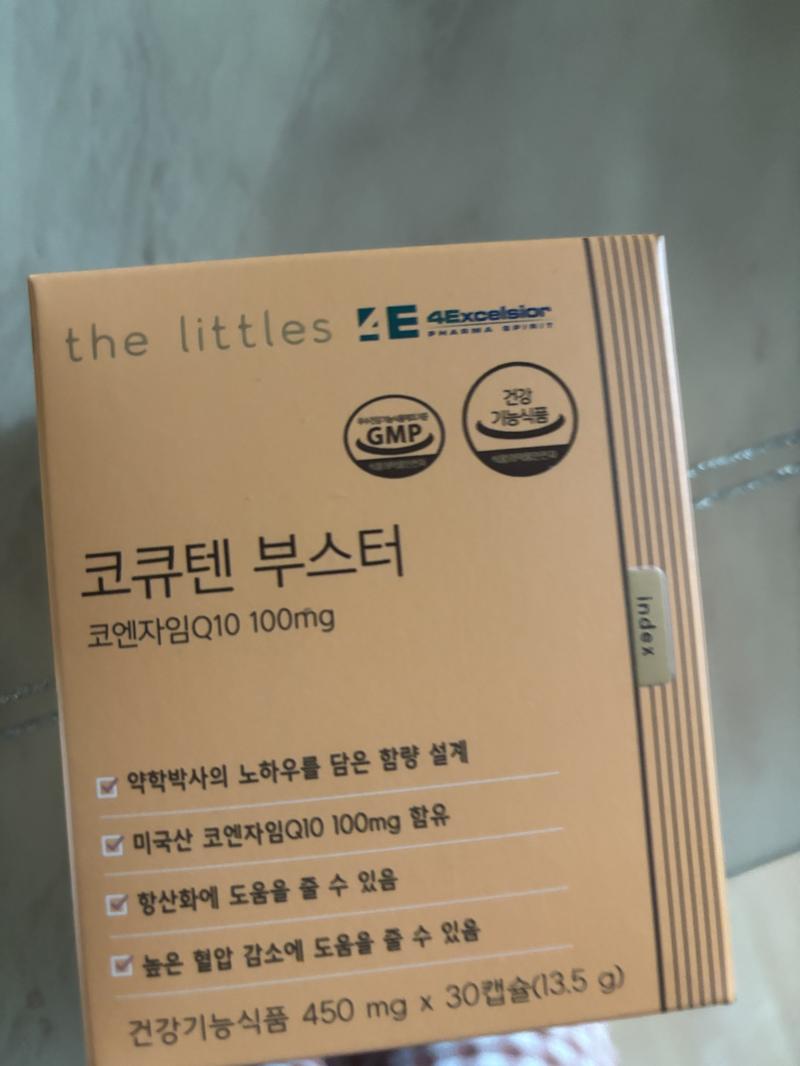 the littles 4E 4Excelsior
PHARMA SPIRIT
GMP
건강
기능식품
코큐텐 부스터
코엔자임Q10 100mg
index
약학박사의 노하우를 담은 함량 설계
미국산 코엔자임Q10 100mg 함유
항산화에 도움을 줄 수 있음
높은 혈압 감소에 도움을 줄 수 있음
건강기능식품 450 mg x 30캡슐(13.5 g)